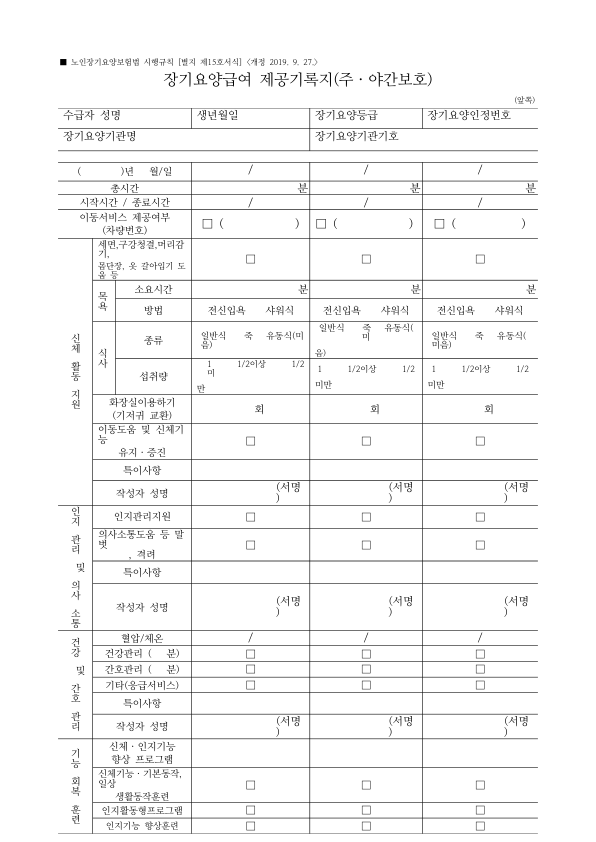 ■ 노인장기요양보험법 시행규칙 [별지 제15호서식] <개정 2019. 9. 27.>
장기요양급여 제공기록지(주ㆍ야간보호)
(앞쪽)
수급자 성명 생년월일 장기요양등급 장기요양인정번호
장기요양기관명 장기요양기관기호
( )년 월/일 / / /
총시간 분 분 분
시작시간 / 종료시간 / / /
이동서비스 제공여부
(차량번호) □ ( ) □ ( ) □ ( )
신체 활동 지원
세면,구강청결,머리감
기,
몸단장, 옷 갈아입기 도
움 등 □ □ □
목욕 소요시간 분 분 분
방법 전신입욕 샤워식 전신입욕 샤워식 전신입욕 샤워식
식사 종류 일반식 죽 유동식(미
음) 일반식 죽 유동식(
미
음) 일반식 죽 유동식(
미음)
섭취량 1 1/2이상 1/2
미
만 1 1/2이상 1/2
미만 1 1/2이상 1/2
미만
화장실이용하기
(기저귀 교환) 회 회 회
이동도움 및 신체기
능
유지ㆍ증진 □ □ □
특이사항
작성자 성명 (서명
) (서명
) (서명
)
인지 관리 및 의사 소통
인지관리지원 □ □ □
의사소통도움 등 말
벗
, 격려 □ □ □
특이사항
작성자 성명 (서명
) (서명
) (서명
)
건강 및 간호 관리
혈압/체온 / / /
건강관리 ( 분) □ □ □
간호관리 ( 분) □ □ □
기타(응급서비스) □ □ □
특이사항
작성자 성명 (서명
) (서명
) (서명
)
기능 회복 훈련
신체ㆍ인지기능
향상 프로그램
신체기능ㆍ기본동작,
일상
생활동작훈련 □ □ □
인지활동형프로그램 □ □ □
인지기능 향상훈련 □ □ □